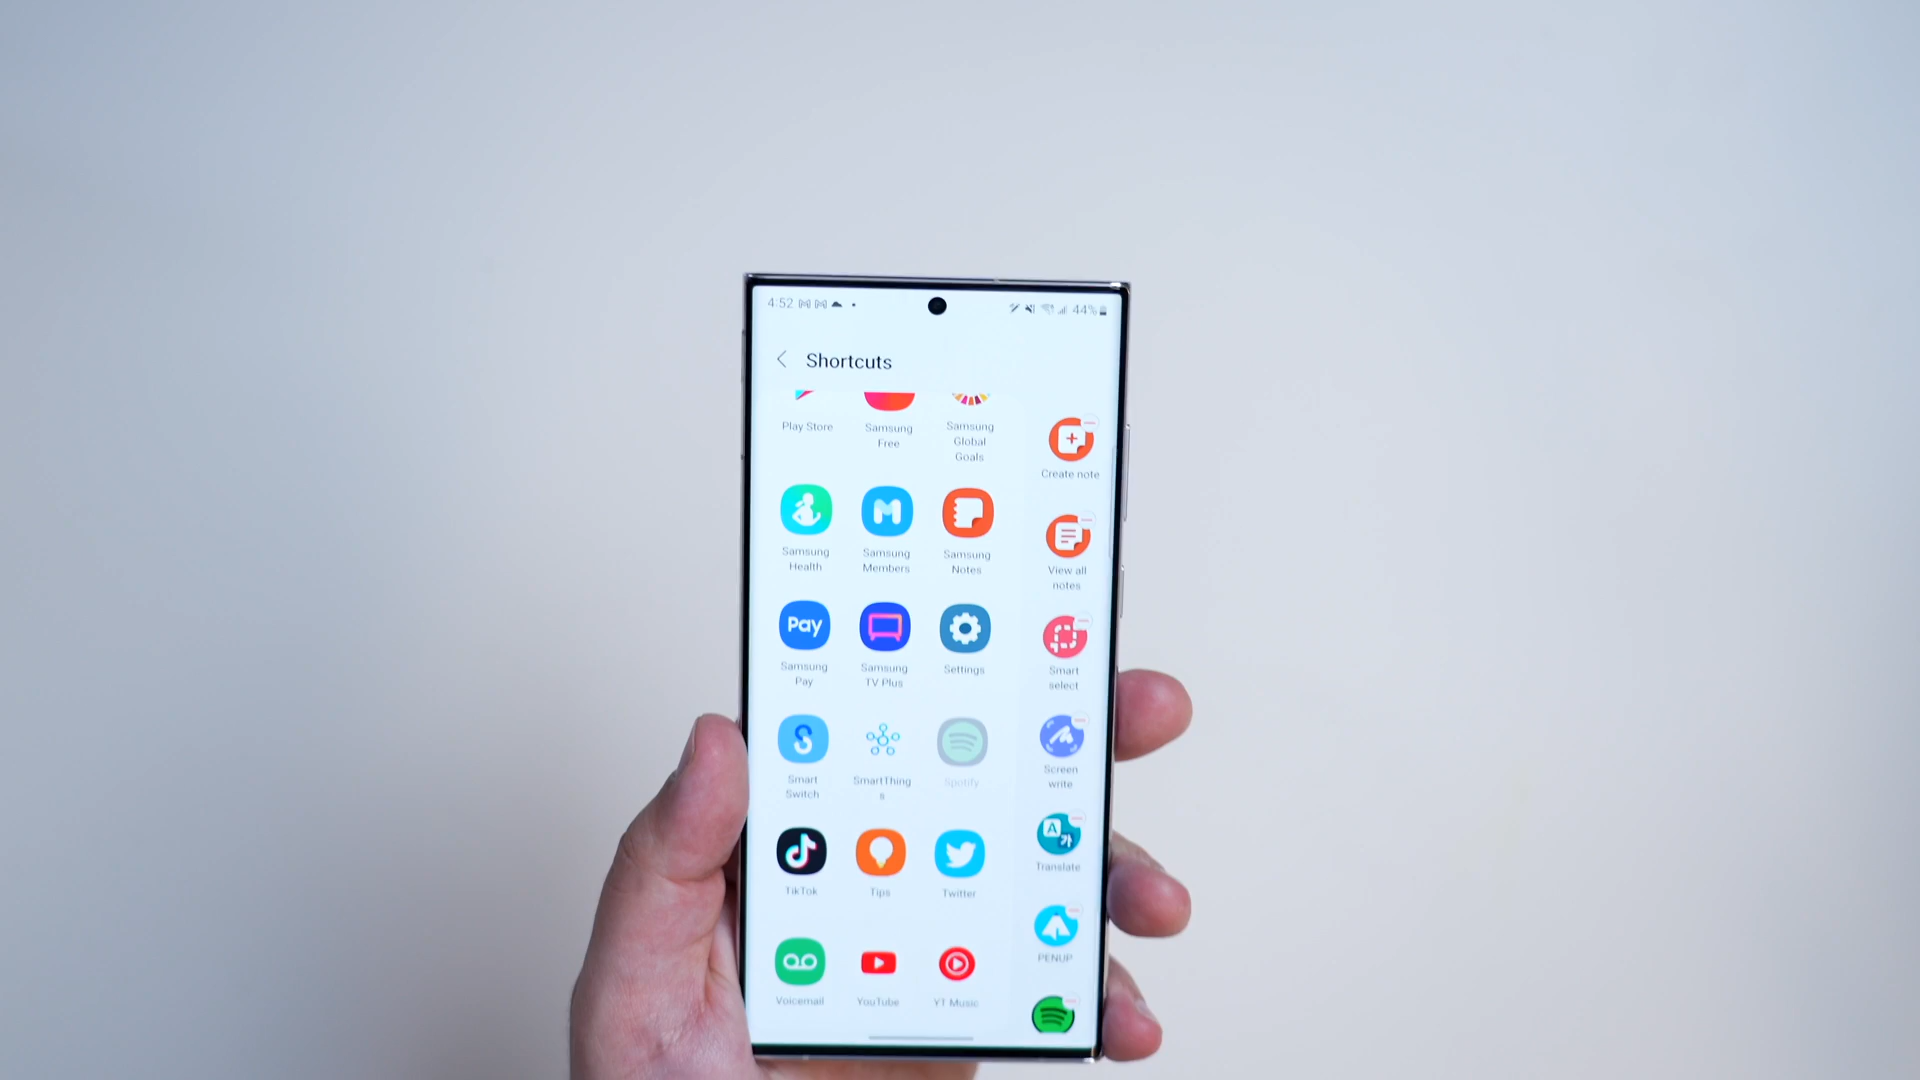 4:52
44%
Shortcuts
Play Store
Samsung
Free
Samsung
Global
Goals
Create note
Samsung
Health
Samsung
Members
Samsung
Notes
View all
notes
Pay
Samsung
Pay
Samsung
TV Plus
Settings
Smart
select
Smart
Switch
SmartThing
s
Spotify
Screen
write
TikTok
Tips
Twitter
A
가
Translate
PENUP
Voicemail
YouTube
YT Music